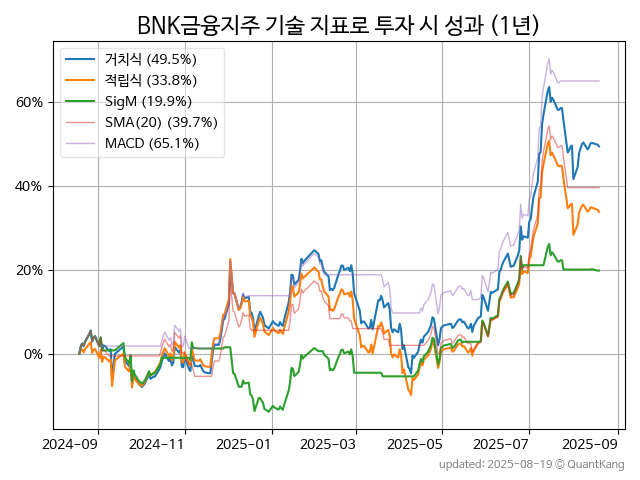 BNK금융지주 기술 지표로 투자 시 성과 (1년)
거치식 (49.5%)
적립식 (33.8%)
SigM (19.9%)
SMA(20) (39.7%)
MACD (65.1%)
60%
40%
20%
0%
2024-09 2024-11 2025-01 2025-03 2025-05 2025-07 2025-09
updated: 2025-08-19 © QuantKang